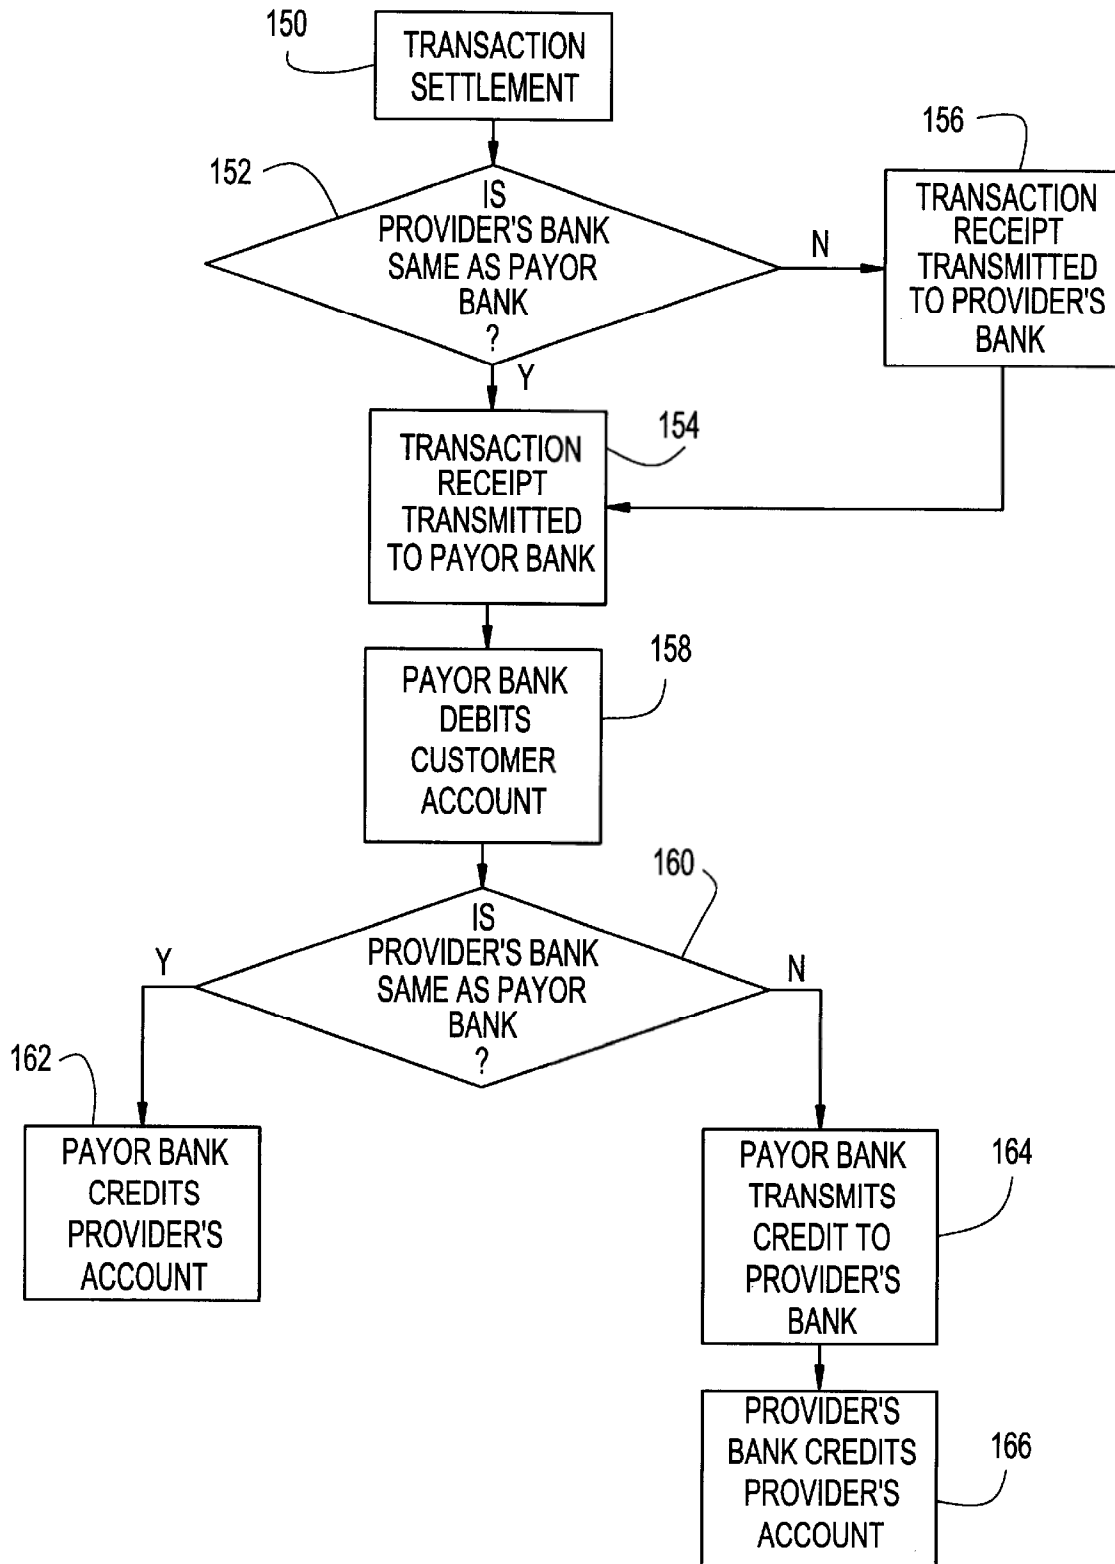 150
TRANSACTION
SETTLEMENT
152
IS
PROVIDER'S BANK
SAME AS PAYOR
BANK
?
N
Y
156
TRANSACTION
RECEIPT
TRANSMITTED
TO PROVIDER'S
BANK
154
TRANSACTION
RECEIPT
TRANSMITTED
TO PAYOR BANK
158
PAYOR BANK
DEBITS
CUSTOMER
ACCOUNT
160
IS
PROVIDER'S BANK
SAME AS PAYOR
BANK
?
Y
N
162
PAYOR BANK
CREDITS
PROVIDER'S
ACCOUNT
164
PAYOR BANK
TRANSMITS
CREDIT TO
PROVIDER'S
BANK
166
PROVIDER'S
BANK CREDITS
PROVIDER'S
ACCOUNT